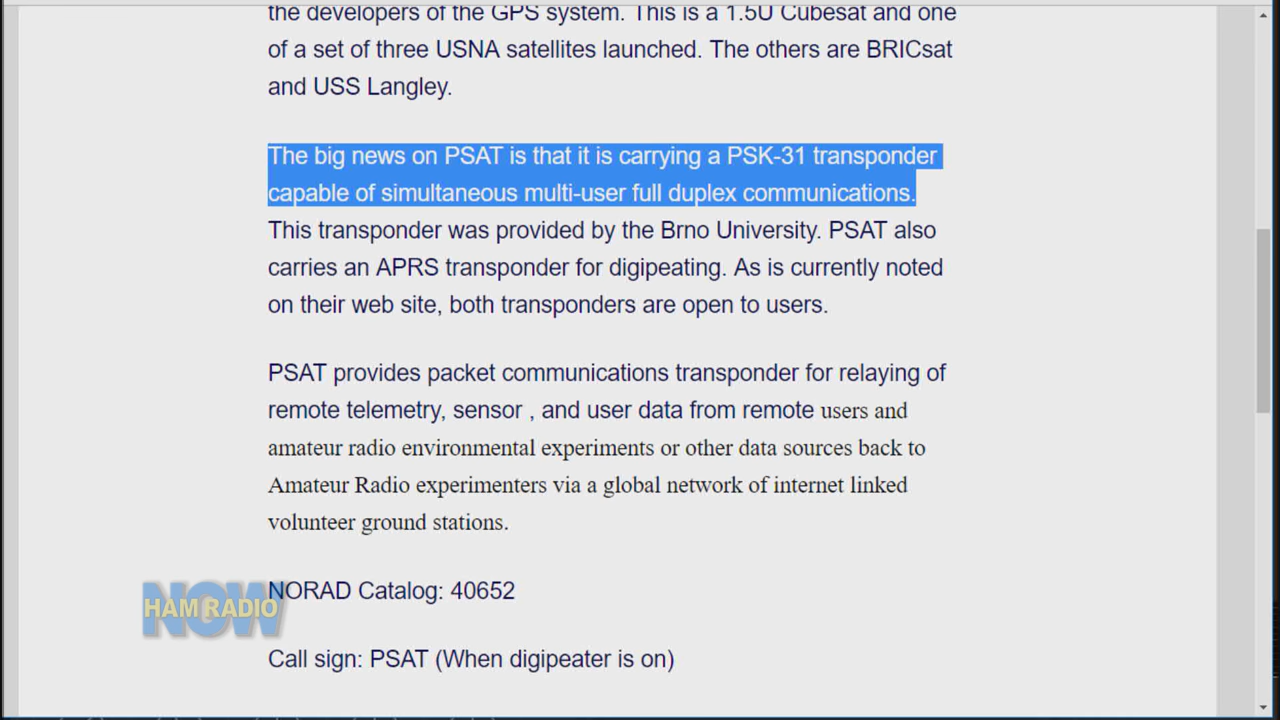 the developers of the GPS system. This is a 1.5U Cubesat and one
of a set of three USNA satellites launched. The others are BRICsat
and USS Langley.
The big news on PSAT is that it is carrying a PSK-31 transponder
capable of simultaneous multi-user full duplex communications.
This transponder was provided by the Brno University. PSAT also
carries an APRS transponder for digipeating. As is currently noted
on their web site, both transponders are open to users.
PSAT provides packet communications transponder for relaying of
remote telemetry, sensor , and user data from remote users and
amateur radio environmental experiments or other data sources back to
Amateur Radio experimenters via a global network of internet linked
volunteer ground stations.
NORAD Catalog: 40652
NOW
HAM RADIO
Call sign: PSAT (When digipeater is on)